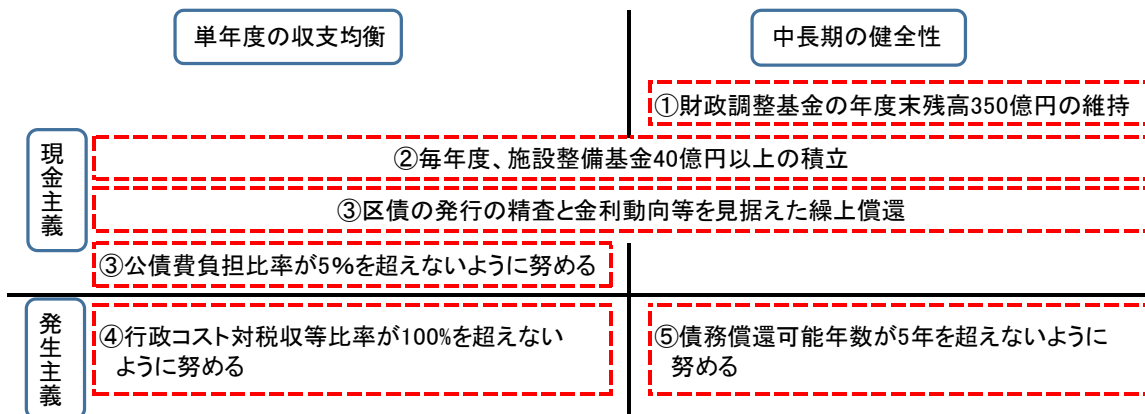 単年度の収支均衡
中長期の健全性
①財政調整基金の年度末残高350億円の維持
現金主義
②毎年度、施設整備基金40億円以上の積立
③区債の発行の精査と金利動向等を見据えた繰上償還
③公債費負担比率が5%を超えないように努める
発生主義
④行政コスト対税収等比率が100%を超えない
ように努める
⑤債務償還可能年数が5年を超えないように
努める